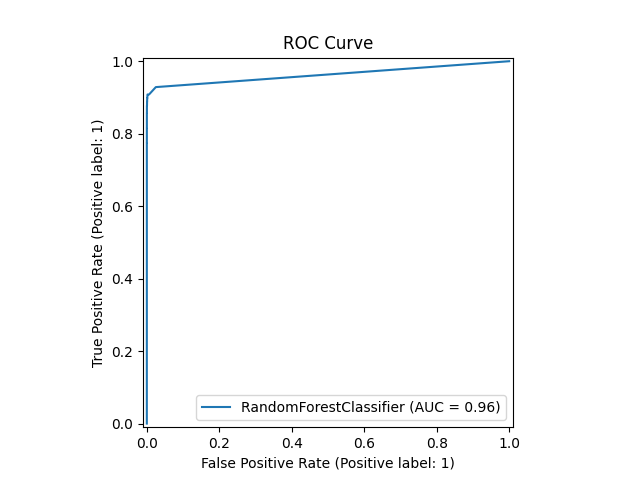 ROC Curve
1.0
0.8
0.6
0.4
0.2
0.0
True Positive Rate (Positive label: 1)
RandomForestClassifier (AUC = 0.96)
0.0 0.2 0.4 0.6 0.8 1.0
False Positive Rate (Positive label: 1)